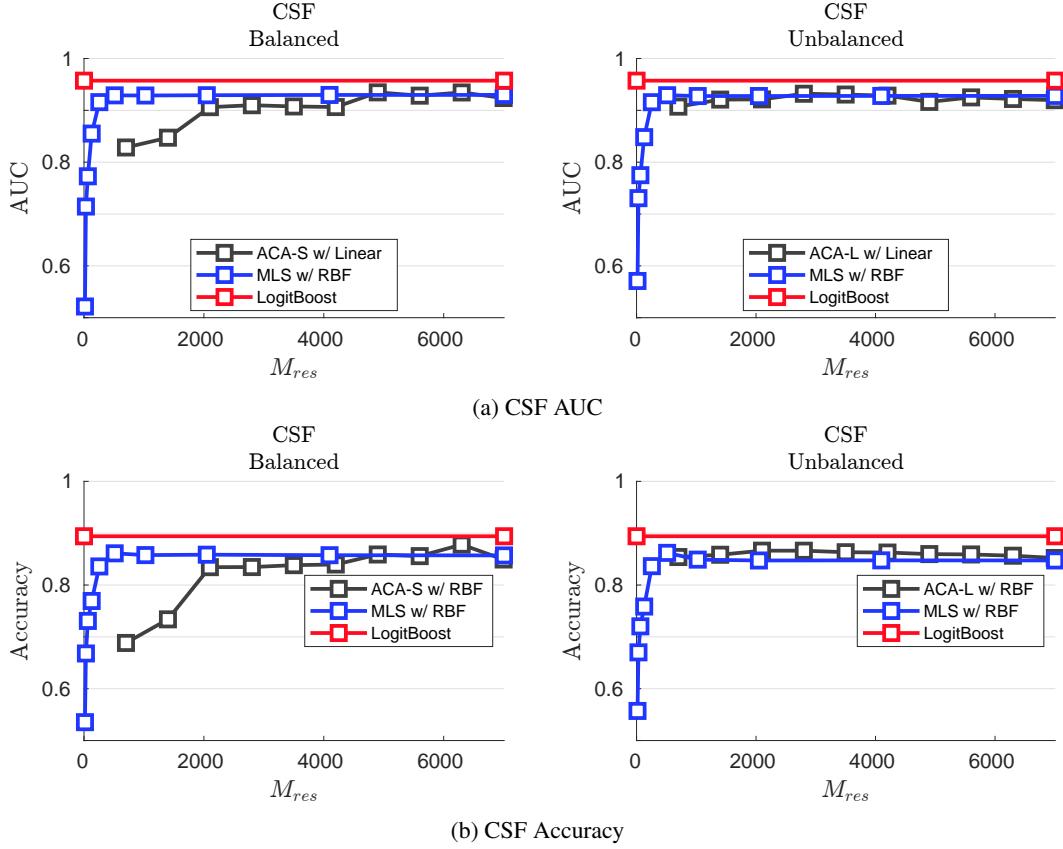 CSF
Balanced
1
0.8
0.6
AUC
ACA-S w/ Linear
MLS w/ RBF
LogitBoost
0 2000 4000 6000
M_res
CSF
Unbalanced
1
0.8
0.6
AUC
ACA-L w/ Linear
MLS w/ RBF
LogitBoost
0 2000 4000 6000
M_res
(a) CSF AUC
CSF
Balanced
1
0.8
0.6
Accuracy
ACA-S w/ RBF
MLS w/ RBF
LogitBoost
0 2000 4000 6000
M_res
CSF
Unbalanced
1
0.8
0.6
Accuracy
ACA-L w/ RBF
MLS w/ RBF
LogitBoost
0 2000 4000 6000
M_res
(b) CSF Accuracy